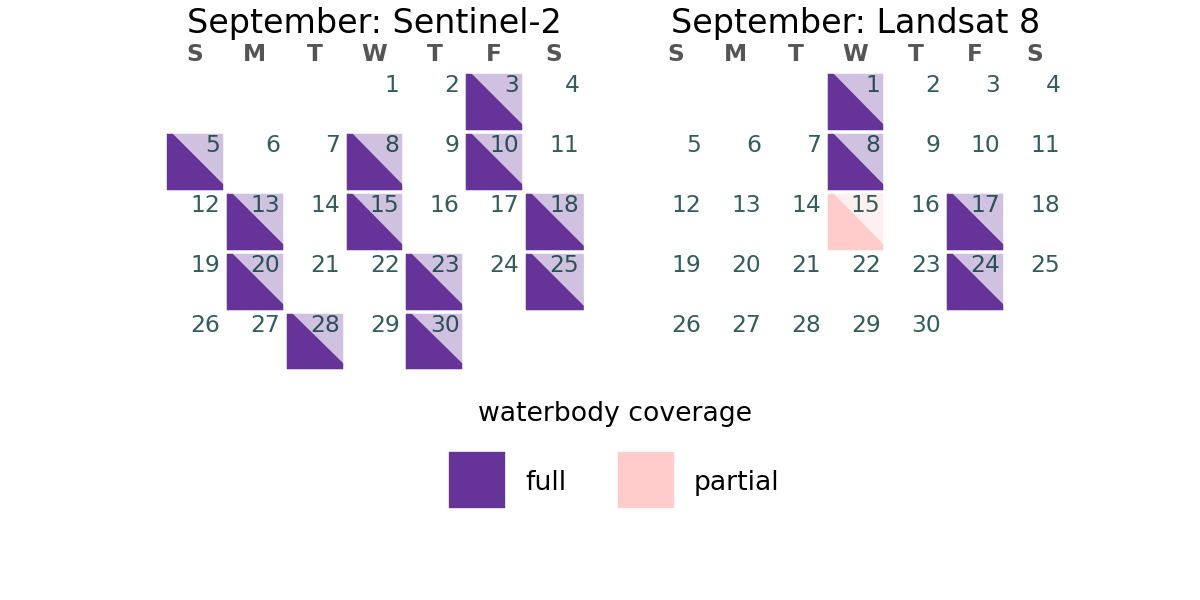 September: Sentinel-2
S M T W T F S
1 2 3 4
5 6 7 8 9 10 11
12 13 14 15 16 17 18
19 20 21 22 23 24 25
26 27 28 29 30
September: Landsat 8
S M T W T F S
1 2 3 4
5 6 7 8 9 10 11
12 13 14 15 16 17 18
19 20 21 22 23 24 25
26 27 28 29 30
waterbody coverage
full partial